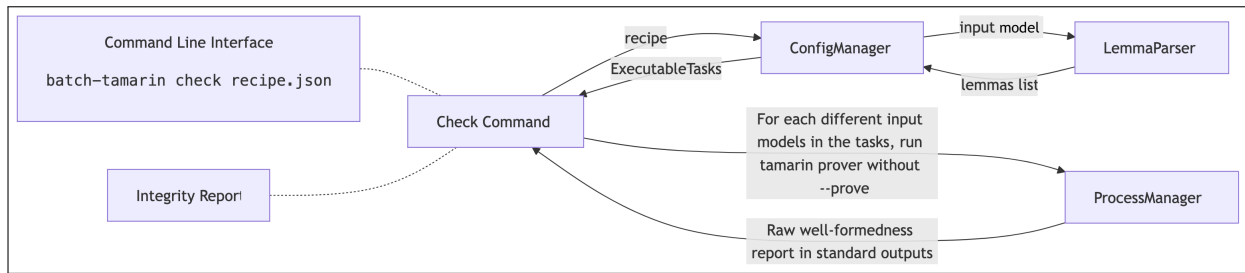 Command Line Interface
batch-tamarin check recipe.json
recipe
ConfigManager
input model
LemmaParser
ExecutableTasks
lemmas list
Check Command
For each different input
models in the tasks, run
tamarin prover without
--prove
Integrity Report
ProcessManager
Raw well-formedness
report in standard outputs